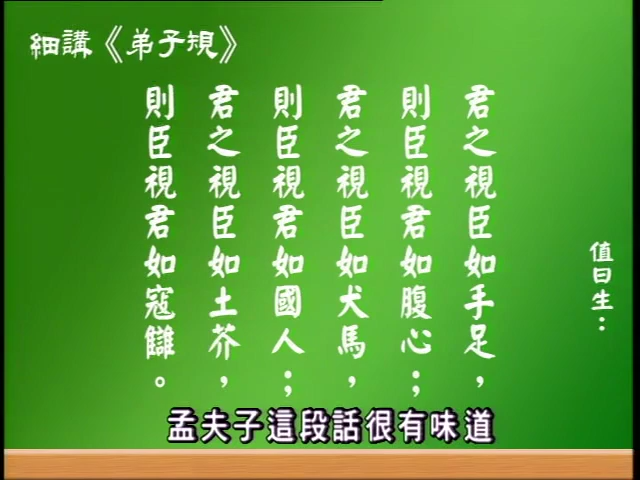 細講《弟子規》
君之視臣如手足，
則臣視君如腹心；
君之視臣如犬馬，
則臣視君如國人；
君之視臣如土芥，
則臣視君如寇讎。
值日生：
孟夫子這段話很有味道